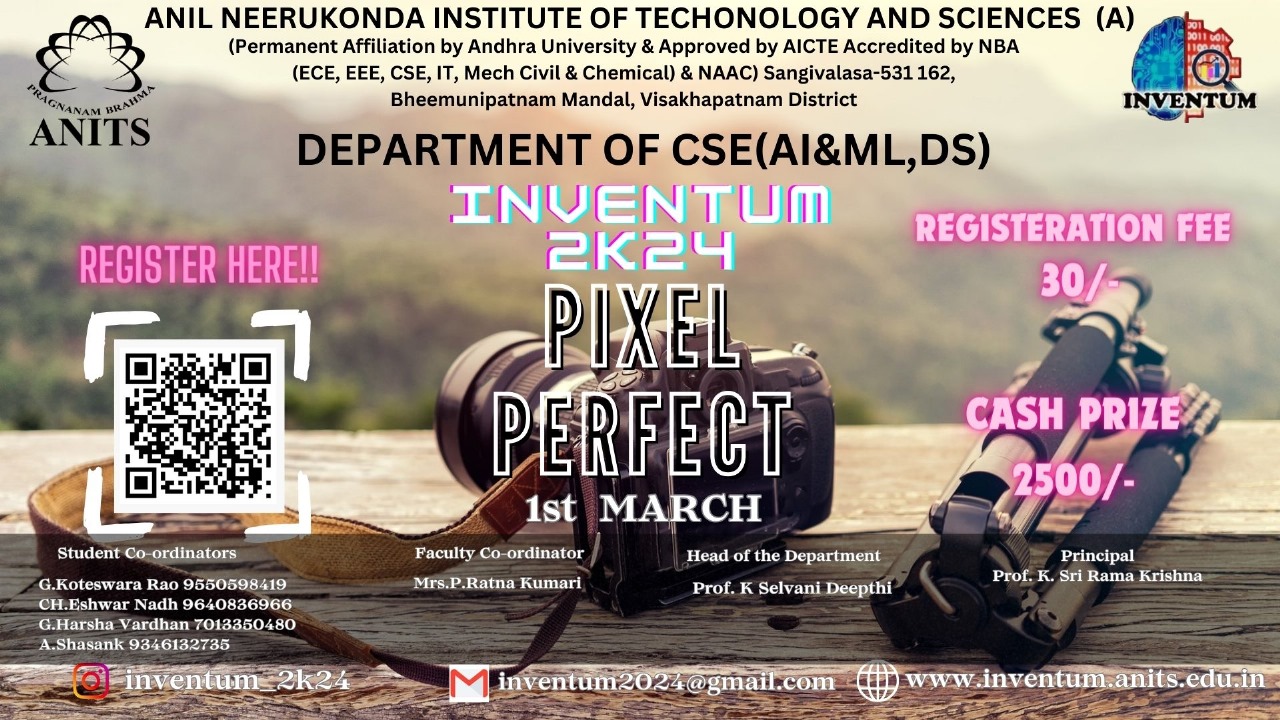 ANIL NEERUKONDA INSTITUTE OF TECHONOLOGY AND SCIENCES (A)
(Permanent Affiliation by Andhra University & Approved by AICTE Accredited by NBA
(ECE, EEE, CSE, IT, Mech Civil & Chemical) & NAAC) Sangivalasa-531 162,
Bheemunipatnam Mandal, Visakhapatnam District
PRAGNANAM BRAHMA
ANITS
INVENTUM
DEPARTMENT OF CSE(AI&ML,DS)
INVENTUM
2K24
PIXEL
PERFECT
1st MARCH
REGISTER HERE!!
REGISTERATION FEE
30/-
CASH PRIZE
2500/-
Student Co-ordinators
G.Koteswara Rao 9550598419
CH.Eshwar Nadh 9640836966
G.Harsha Vardhan 7013350480
A.Shasank 9346132735
Faculty Co-ordinator
Mrs.P.Ratna Kumari
Head of the Department
Prof. K Selvani Deepthi
Principal
Prof. K. Sri Rama Krishna
inventum_2k24
inventum2024@gmail.com
www.inventum.anits.edu.in